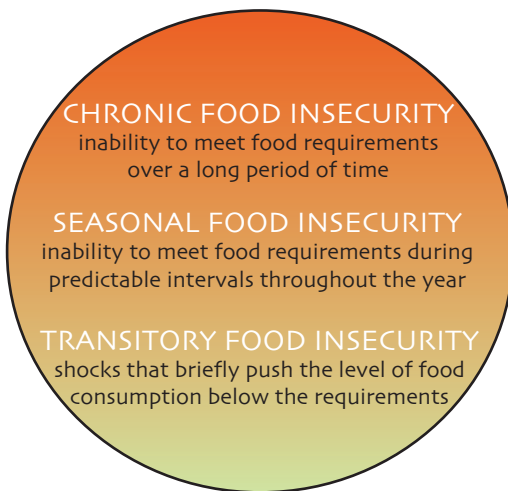 CHRONIC FOOD INSECURITY
inability to meet food requirements
over a long period of time
SEASONAL FOOD INSECURITY
inability to meet food requirements during
predictable intervals throughout the year
TRANSITORY FOOD INSECURITY
shocks that briefly push the level of food
consumption below the requirements